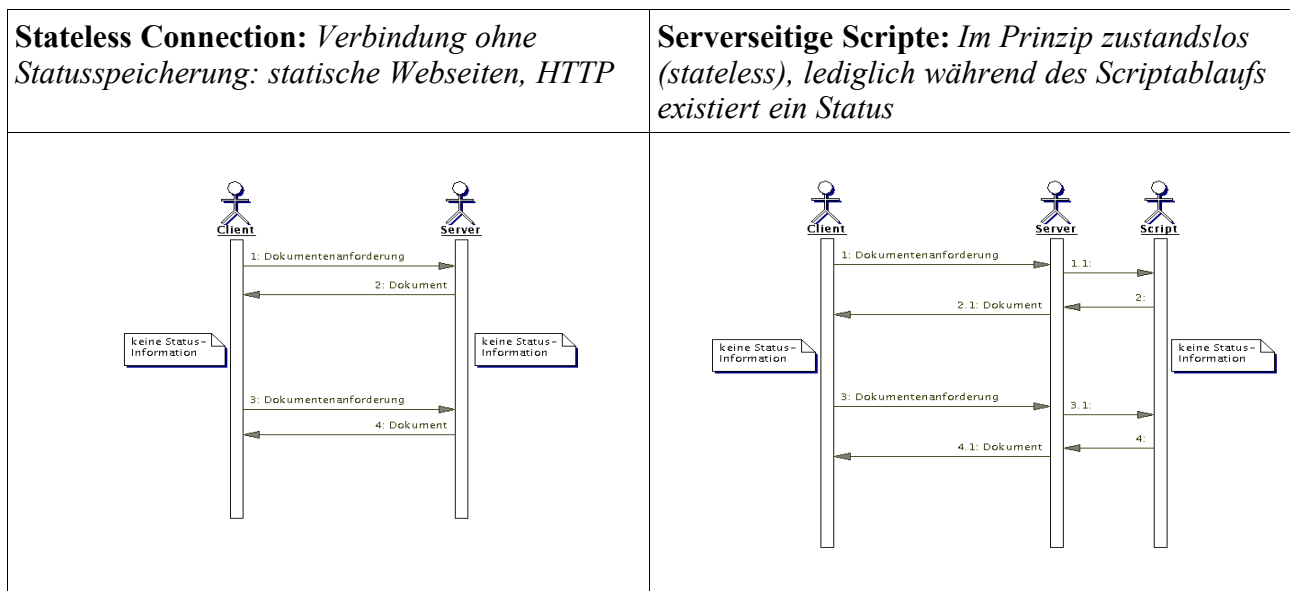 Stateless Connection: Verbindung ohne
Statusspeicherung: statische Webseiten, HTTP
Serverseitige Scripte: Im Prinzip zustandslos
(stateless), lediglich während des Scriptablaufs
existiert ein Status
Client
Server
1: Dokumentenanforderung
2: Dokument
keine Status-
Information
keine Status-
Information
3: Dokumentenanforderung
4: Dokument
Client
Server
Script
1: Dokumentenanforderung
1.1:
2:
2.1: Dokument
keine Status-
Information
keine Status-
Information
3: Dokumentenanforderung
3.1:
4:
4.1: Dokument